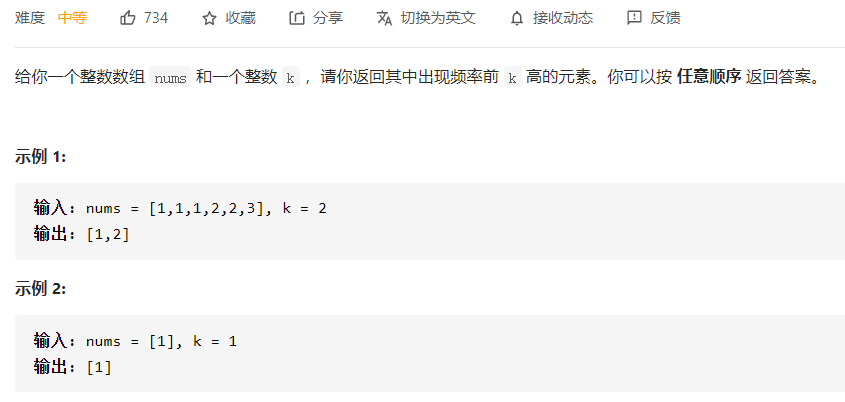 难度 中等 734 收藏 分享 切换为英文 接收动态 反馈
给你一个整数数组 nums 和一个整数 k ，请你返回其中出现频率前 k 高的元素。你可以按 任意顺序 返回答案。
示例 1:
输入: nums = [1,1,1,2,2,3], k = 2
输出: [1,2]
示例 2:
输入: nums = [1], k = 1
输出: [1]